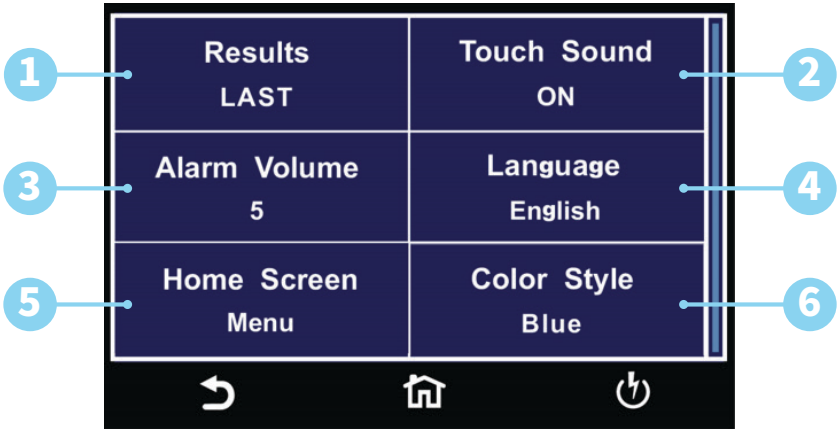 1
Results
LAST
Touch Sound
ON
2
3
Alarm Volume
5
Language
English
4
5
Home Screen
Menu
Color Style
Blue
6